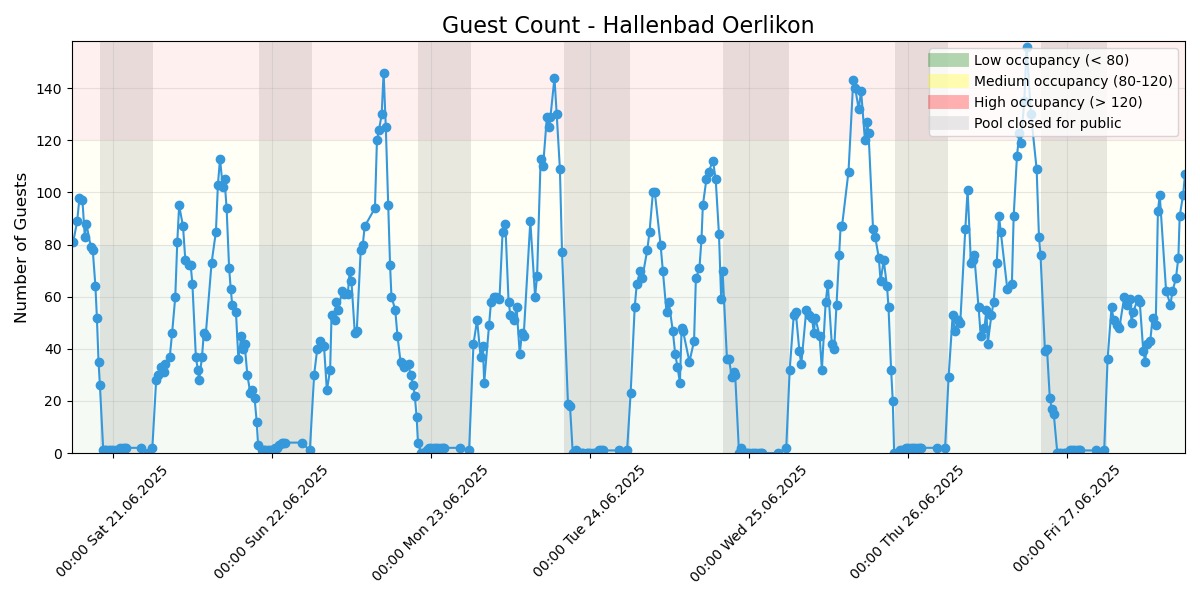 Guest Count - Hallenbad Oerlikon
Number of Guests
140
120
100
80
60
40
20
0
Low occupancy (< 80)
Medium occupancy (80-120)
High occupancy (> 120)
Pool closed for public
00:00 Sat 21.06.2025
00:00 Sun 22.06.2025
00:00 Mon 23.06.2025
00:00 Tue 24.06.2025
00:00 Wed 25.06.2025
00:00 Thu 26.06.2025
00:00 Fri 27.06.2025